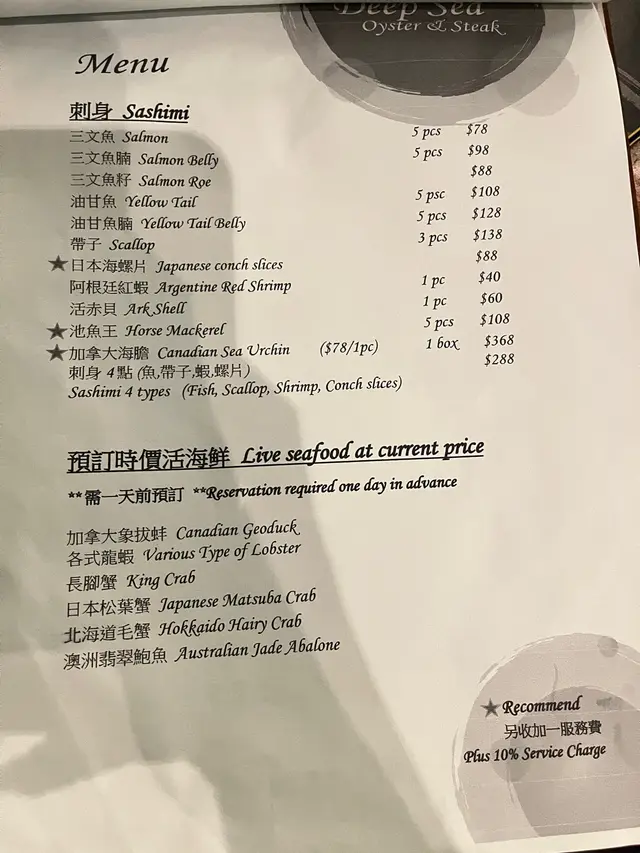 Deep Sea
Oyster & Steak
Menu
刺身 Sashimi
三文魚 Salmon 5 pcs $78
三文魚腩 Salmon Belly 5 pcs $98
三文魚籽 Salmon Roe $88
油甘魚 Yellow Tail 5 psc $108
油甘魚腩 Yellow Tail Belly 5 pcs $128
帶子 Scallop 3 pcs $138
★日本海螺片 Japanese conch slices $88
阿根廷紅蝦 Argentine Red Shrimp 1 pc $40
活赤貝 Ark Shell 1 pc $60
★池魚王 Horse Mackerel 5 pcs $108
★加拿大海膽 Canadian Sea Urchin ($78/1pc) 1 box $368
刺身 4點 (魚,帶子,蝦,螺片) $288
Sashimi 4 types (Fish, Scallop, Shrimp, Conch slices)
預訂時價活海鮮 Live seafood at current price
**需一天前預訂 **Reservation required one day in advance
加拿大象拔蚌 Canadian Geoduck
各式龍蝦 Various Type of Lobster
長腳蟹 King Crab
日本松葉蟹 Japanese Matsuba Crab
北海道毛蟹 Hokkaido Hairy Crab
澳洲翡翠鮑魚 Australian Jade Abalone
★ Recommend
另收加一服務費
Plus 10% Service Charge